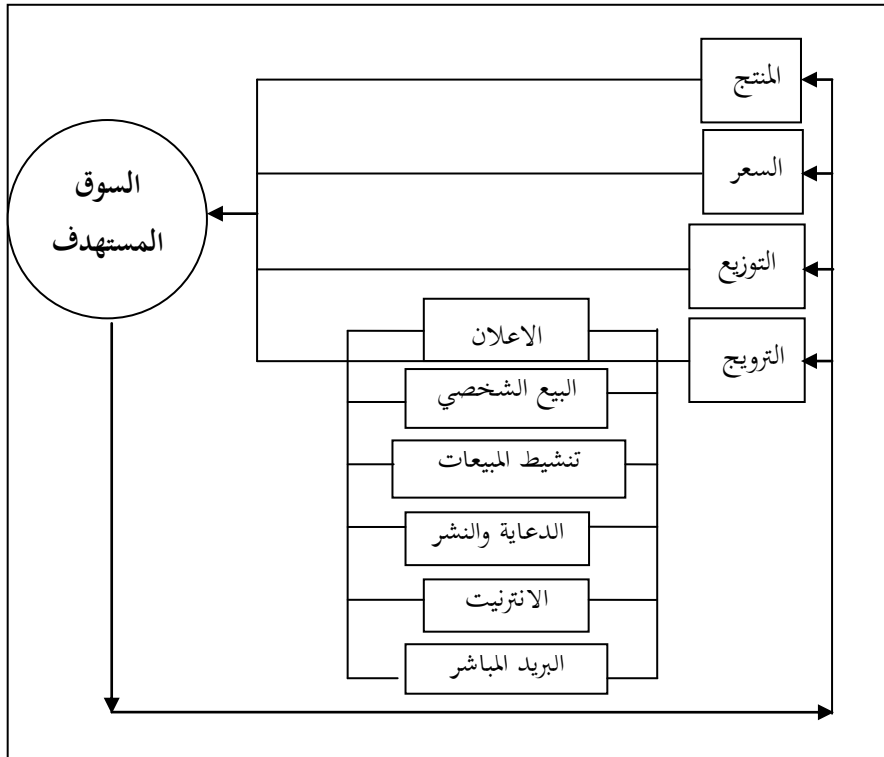 المنتج
السعر
السوق
المستهدف
التوزيع
الترويج
الاعلان
البيع الشخصي
تنشيط المبيعات
الدعاية والنشر
الانترنيت
البريد المباشر